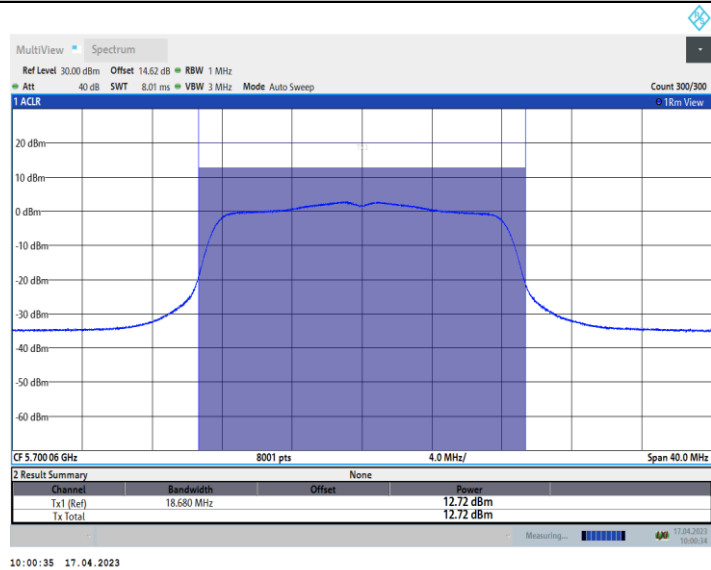 MultiView Spectrum
Ref Level 30.00 dBm Offset 14.62 dB RBW 1 MHz
Att 40 dB SWT 8.01 ms VBW 3 MHz Mode Auto Sweep Count 300/300
1 ACLR 1Rm View
20 dBm
10 dBm
0 dBm
-10 dBm
-20 dBm
-30 dBm
-40 dBm
-50 dBm
-60 dBm
CF 5.700 06 GHz 8001 pts 4.0 MHz/ Span 40.0 MHz
2 Result Summary None
Channel Bandwidth Offset Power
Tx1 (Ref) 18.680 MHz 12.72 dBm
Tx Total 12.72 dBm
Measuring... 17.04.2023
10:00:34
10:00:35 17.04.2023